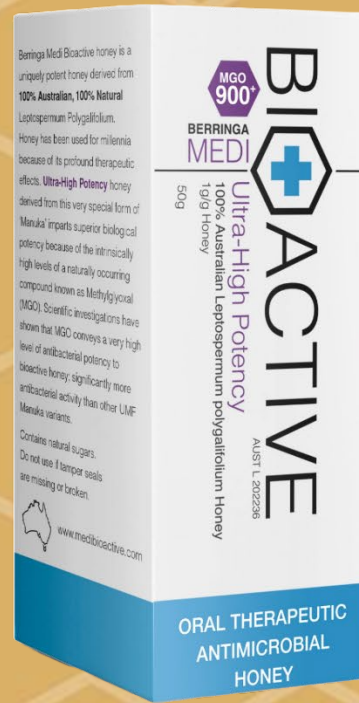 Berringa Medi Bioactive honey is a
uniquely potent honey derived from
100% Australian, 100% Natural
Leptospermum Polygalifolium.
Honey has been used for millennia
because of its profound therapeutic
effects. Ultra-High Potency honey
derived from this very special form of
'Manuka' imparts superior biological
potency because of the intrinsically
high levels of a naturally occurring
compound known as Methylglyoxal
(MGO). Scientific investigations have
shown that MGO conveys a very high
level of antibacterial potency to
bioactive honey; significantly more
antibacterial activity than other UMF
Manuka variants.
Contains natural sugars.
Do not use if tamper seals
are missing or broken.
www.medibioactive.com
MGO
900+
BERRINGA
MEDI
BIOACTIVE
AUST L 202236
Ultra-High Potency
100% Australian Leptospermum polygalifolium Honey
1g/g Honey
50g
ORAL THERAPEUTIC
ANTIMICROBIAL
HONEY